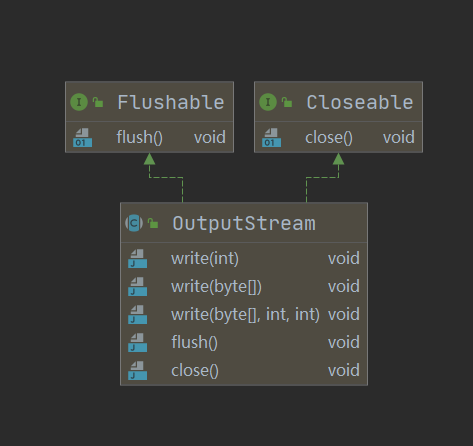 I Flushable
flush() void
I Closeable
close() void
C OutputStream
write(int) void
write(byte[]) void
write(byte[], int, int) void
flush() void
close() void